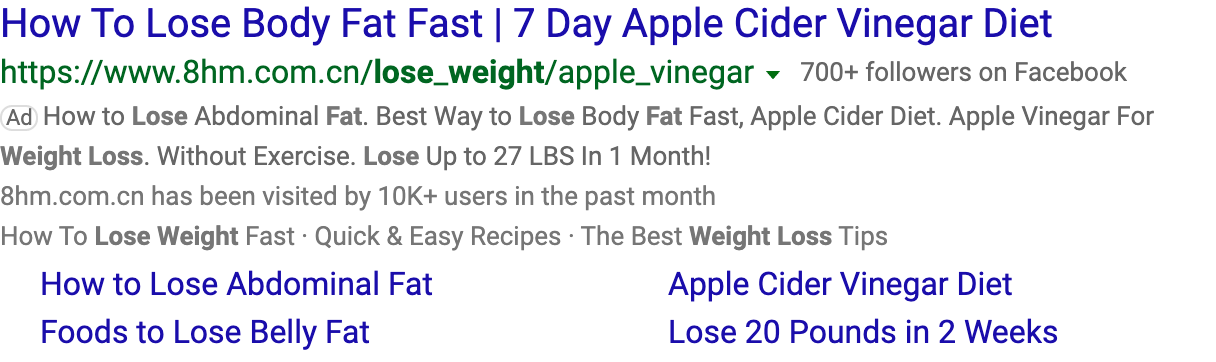 How To Lose Body Fat Fast | 7 Day Apple Cider Vinegar Diet
https://www.8hm.com.cn/lose_weight/apple_vinegar ▼ 700+ followers on Facebook
Ad How to Lose Abdominal Fat. Best Way to Lose Body Fat Fast, Apple Cider Diet. Apple Vinegar For
Weight Loss. Without Exercise. Lose Up to 27 LBS In 1 Month!
8hm.com.cn has been visited by 10K+ users in the past month
How To Lose Weight Fast · Quick & Easy Recipes · The Best Weight Loss Tips
How to Lose Abdominal Fat Apple Cider Vinegar Diet
Foods to Lose Belly Fat Lose 20 Pounds in 2 Weeks